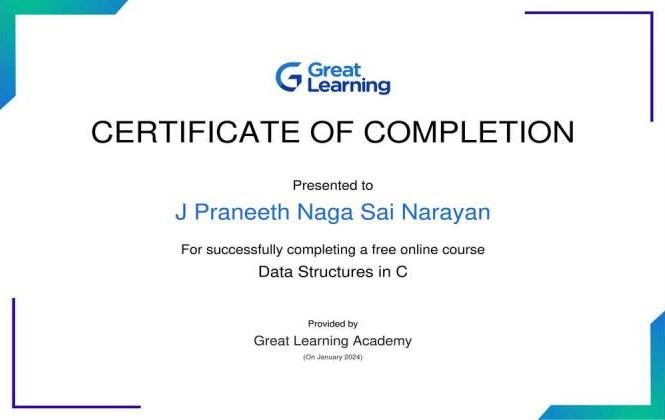 Great
Learning
CERTIFICATE OF COMPLETION
Presented to
J Praneeth Naga Sai Narayan
For successfully completing a free online course
Data Structures in C
Provided by
Great Learning Academy
(On January 2024)